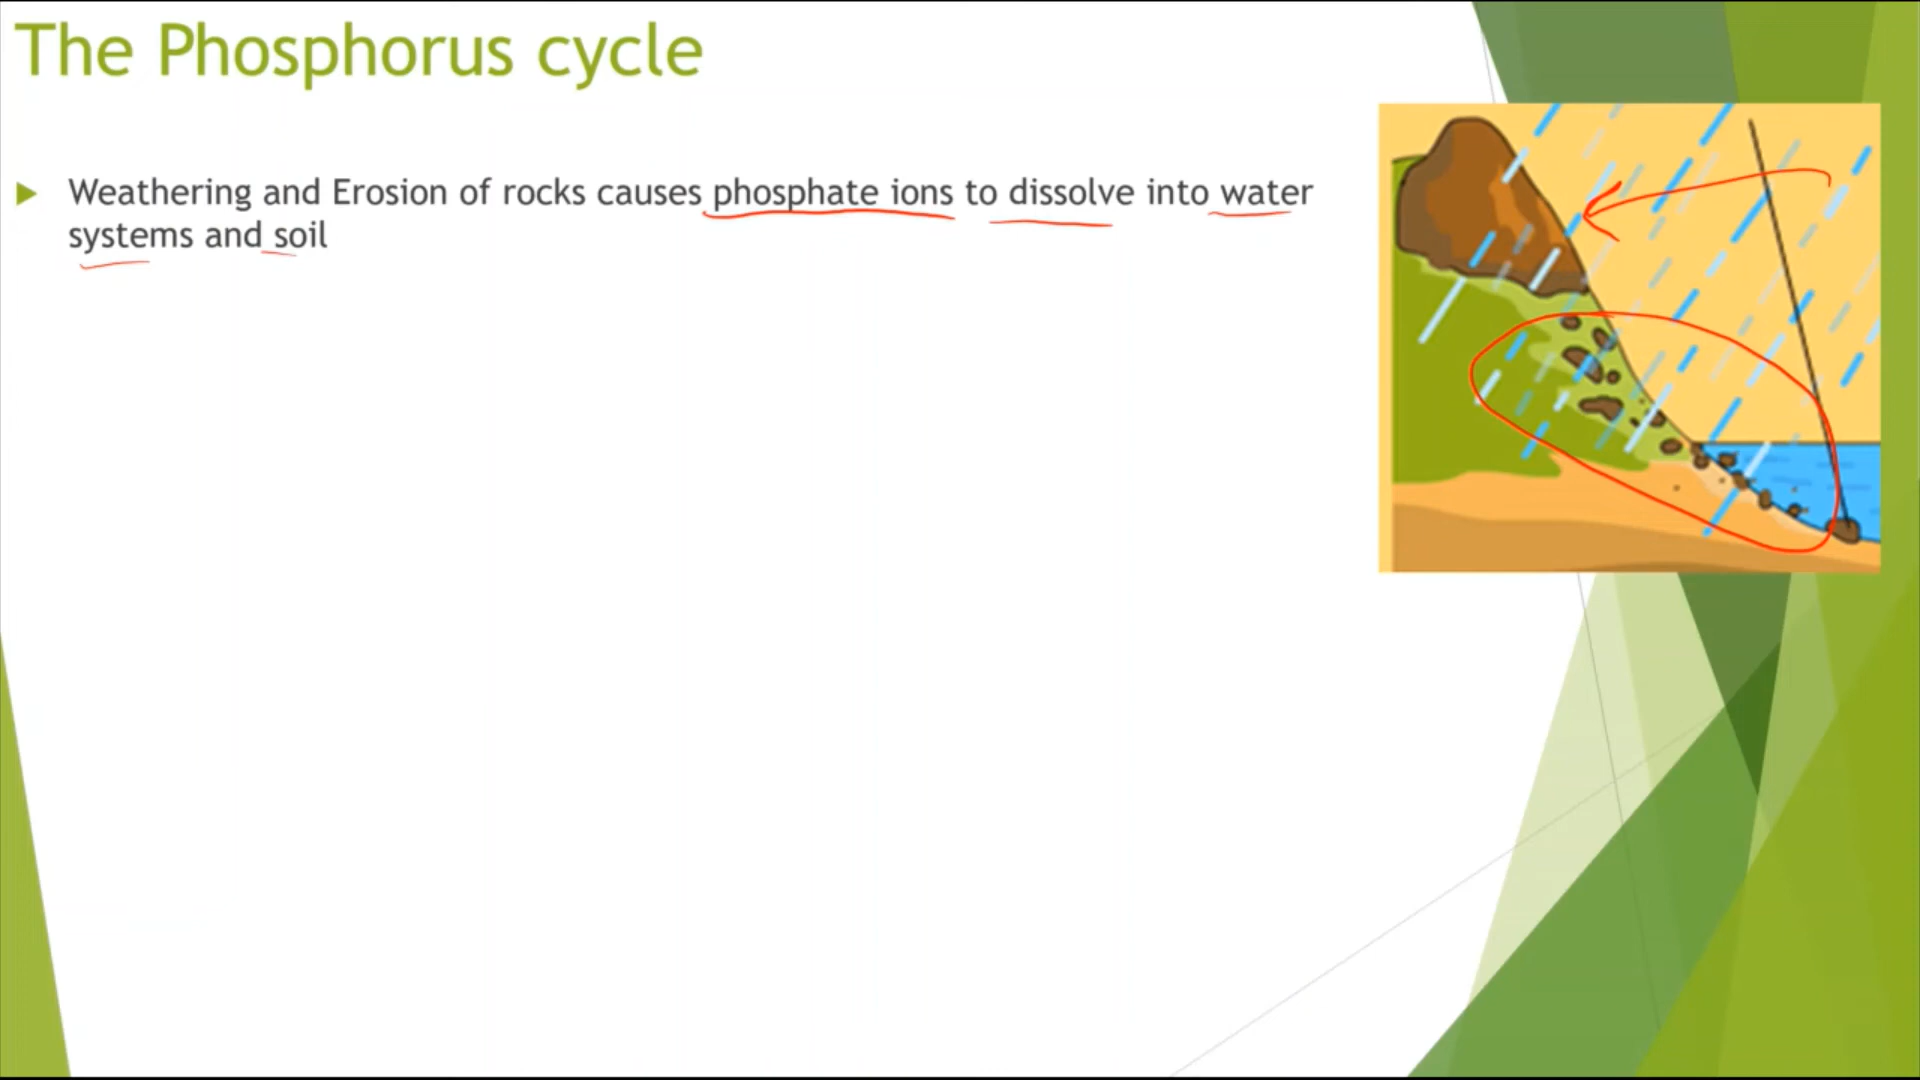 The Phosphorus cycle
Weathering and Erosion of rocks causes phosphate ions to dissolve into water
systems and soil